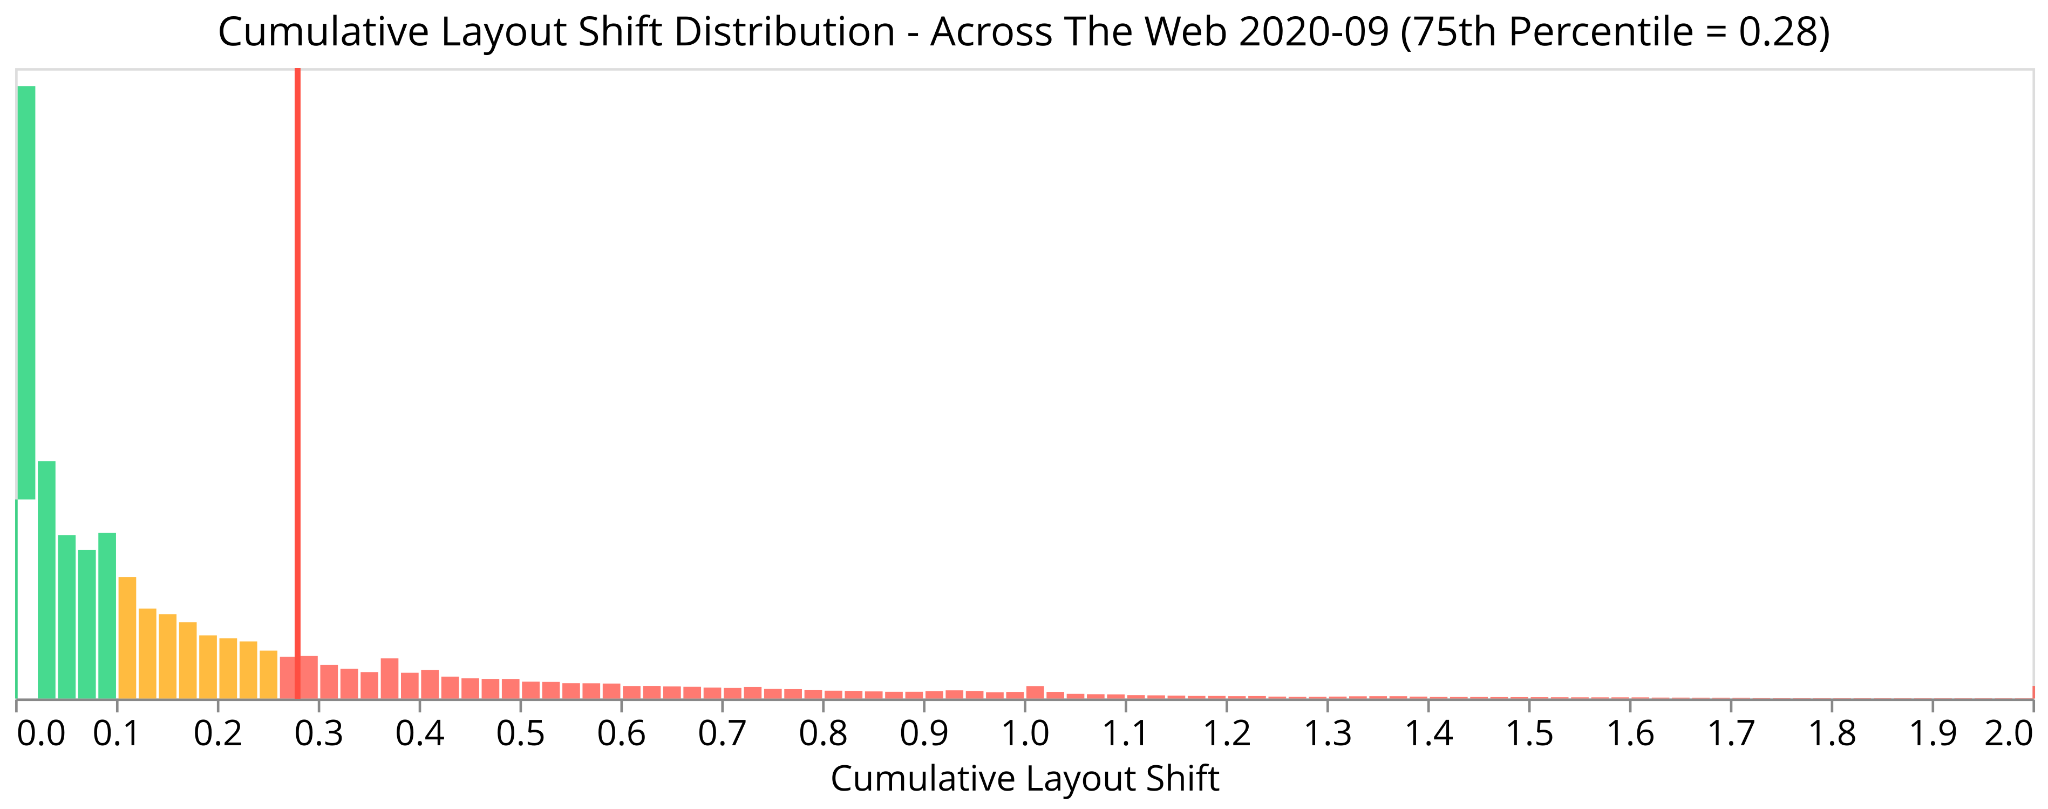 Cumulative Layout Shift Distribution - Across The Web 2020-09 (75th Percentile = 0.28)
0.0 0.1 0.2 0.3 0.4 0.5 0.6 0.7 0.8 0.9 1.0 1.1 1.2 1.3 1.4 1.5 1.6 1.7 1.8 1.9 2.0
Cumulative Layout Shift